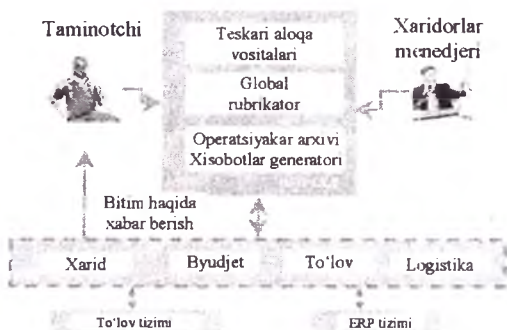 Taminotchi
Teskari aloqa
vositalari
Global
rubrikator
Operatsiyakar arxivi
Xisobotlar generatori
Xaridorlar
menedjeri
Bitim haqida
xabar berish
Xarid
Byudjet
To‘lov
Logistika
To‘lov tizimi
ERP tizimi